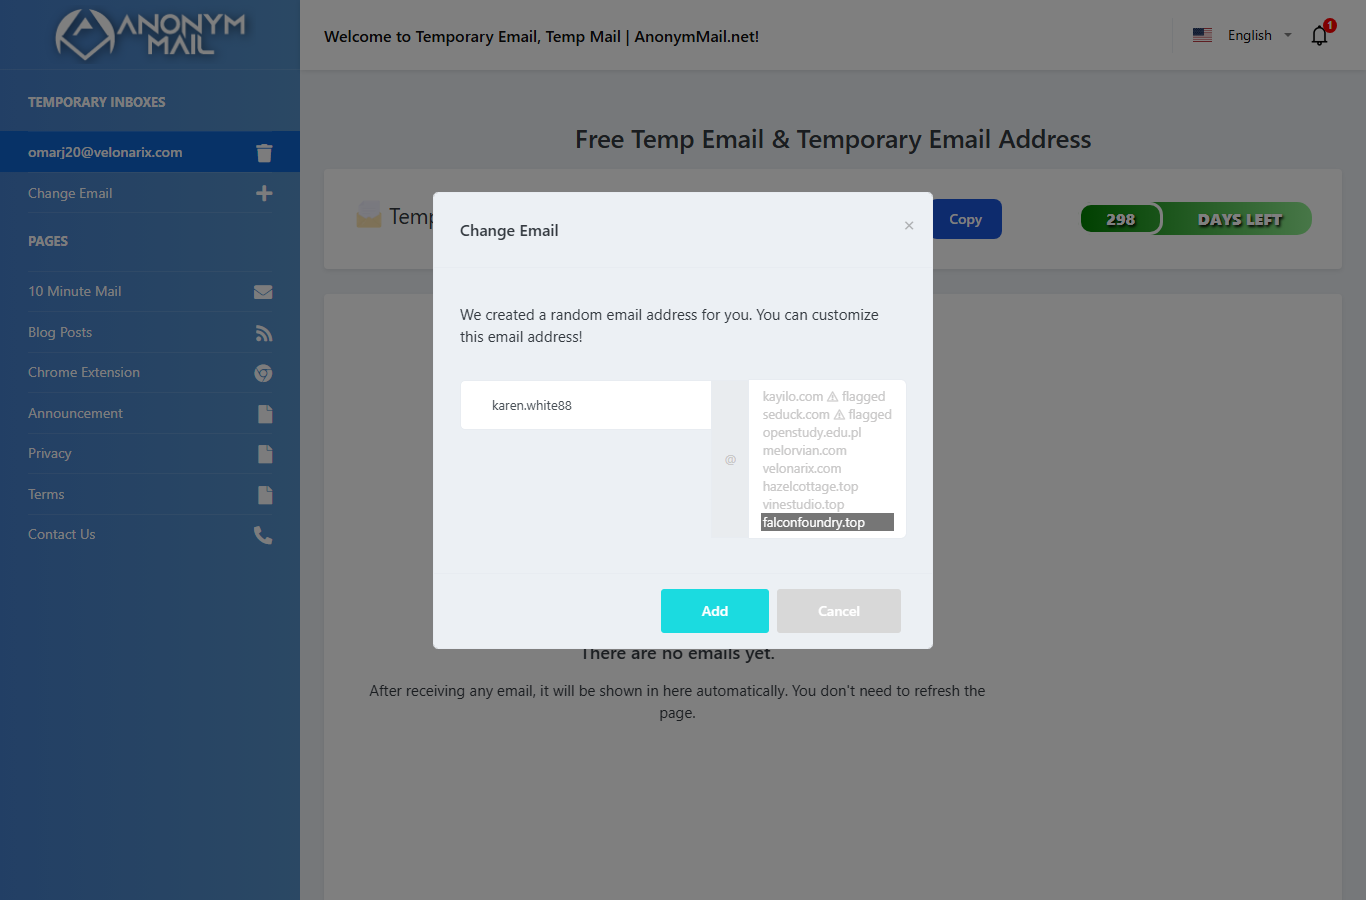 ANONYM
MAIL
Welcome to Temporary Email, Temp Mail | AnonymMail.net!
English
1
TEMPORARY INBOXES
omarj20@velonarix.com
Change Email
PAGES
10 Minute Mail
Blog Posts
Chrome Extension
Announcement
Privacy
Terms
Contact Us
Free Temp Email & Temporary Email Address
Temp
Copy
298
DAYS LEFT
Change Email
×
We created a random email address for you. You can customize
this email address!
karen.white88
@
kayilo.com ⚠ flagged
seduck.com ⚠ flagged
openstudy.edu.pl
melorvian.com
velonarix.com
hazelcottage.top
vinestudio.top
falconfoundry.top
Add
Cancel
There are no emails yet.
After receiving any email, it will be shown in here automatically. You don't need to refresh the
page.